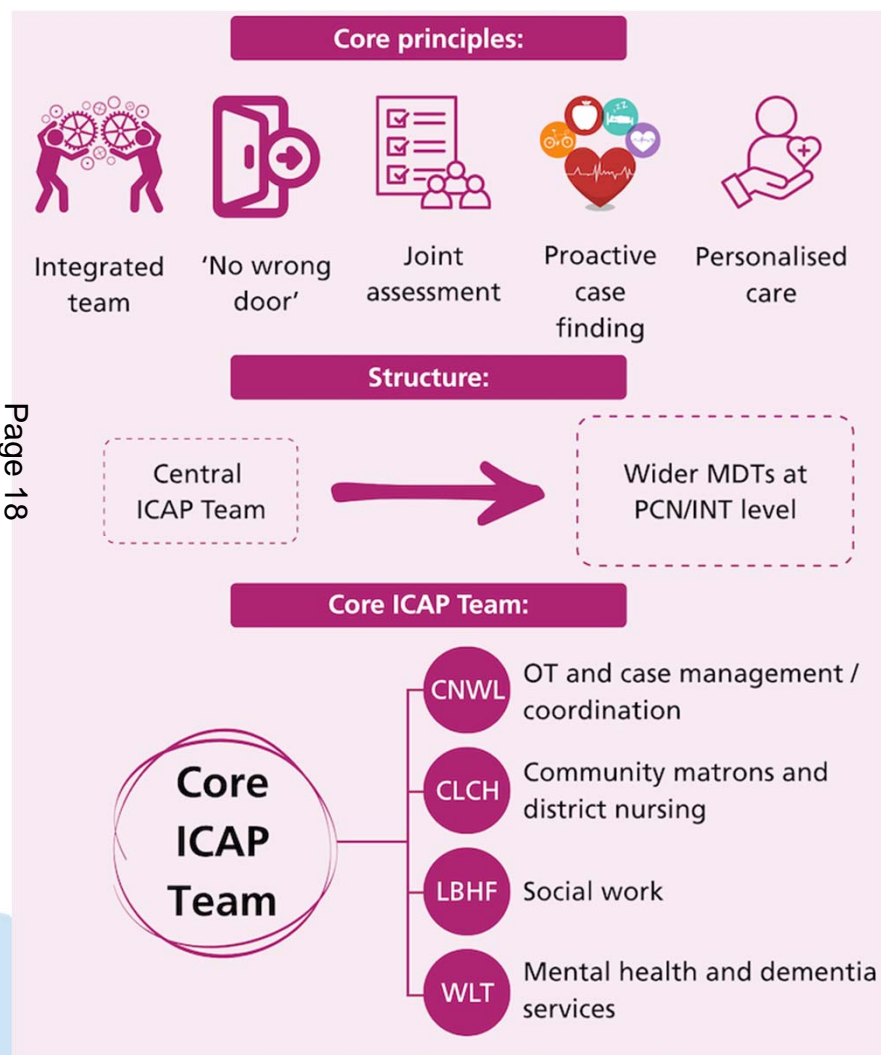 Core principles:
Integrated
team
‘No wrong
door’
Joint
assessment
Proactive
case
finding
Personalised
care
Structure:
Page 18
Central
ICAP Team
Wider MDTs at
PCN/INT level
Core ICAP Team:
Core
ICAP
Team
CNWL
OT and case management /
coordination
CLCH
Community matrons and
district nursing
LBHF
Social work
WLT
Mental health and dementia
services